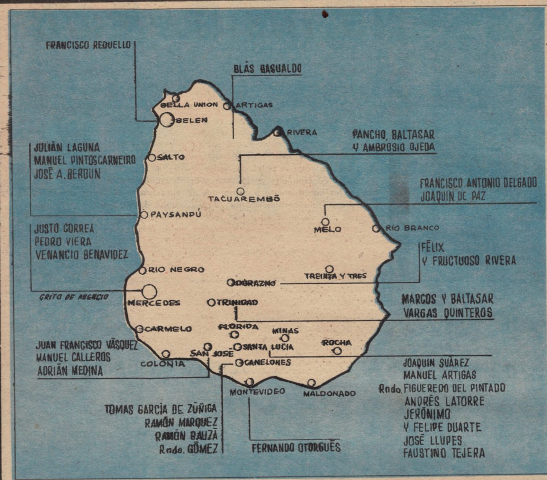 FRANCISCO REDUELLO
BLÁS BASUALDO
BELLA UNION
ARTIGAS
BELEN
RIVERA
JULIÁN LAGUNA
MANUEL PINTOS CARNEIRO
JOSÉ A. BERDUN
SALTO
PANCHO, BALTASAR
Y AMBROSIO OJEDA
TACUAREMBÓ
FRANCISCO ANTONIO DELGADO
JOAQUIN DE PAZ
PAYSANDÚ
MELO
RIO BRANCO
JUSTO CORREA
PEDRO VIERA
VENANCIO BENAVIDEZ
FÉLIX
Y FRUCTUOSO RIVERA
RIO NEGRO
DURAZNO
TREINTA Y TRES
GRITO DE ASENCIO
MERCEDES
TRINIDAD
MARCOS Y BALTASAR
VARGAS QUINTEROS
CARMELO
FLORIDA
MINAS
JUAN FRANCISCO VÁSQUEZ
MANUEL CALLEROS
ADRIÁN MEDINA
COLONIA
SAN JOSE
SANTA LUCIA
ROCHA
CANELONES
MONTEVIDEO
MALDONADO
JOAQUIN SUÁREZ
MANUEL ARTIGAS
Rndo. FIGUEREDO DEL PINTADO
ANDRÉS LATORRE
JERÓNIMO
Y FELIPE DUARTE
JOSÉ LLUPES
FAUSTINO TEJERA
TOMAS GARCÍA DE ZÚÑIGA
RAMÓN MARQUEZ
RAMÓN BAUZÁ
Rndo. GÓMEZ
FERNANDO OTORGUÉS